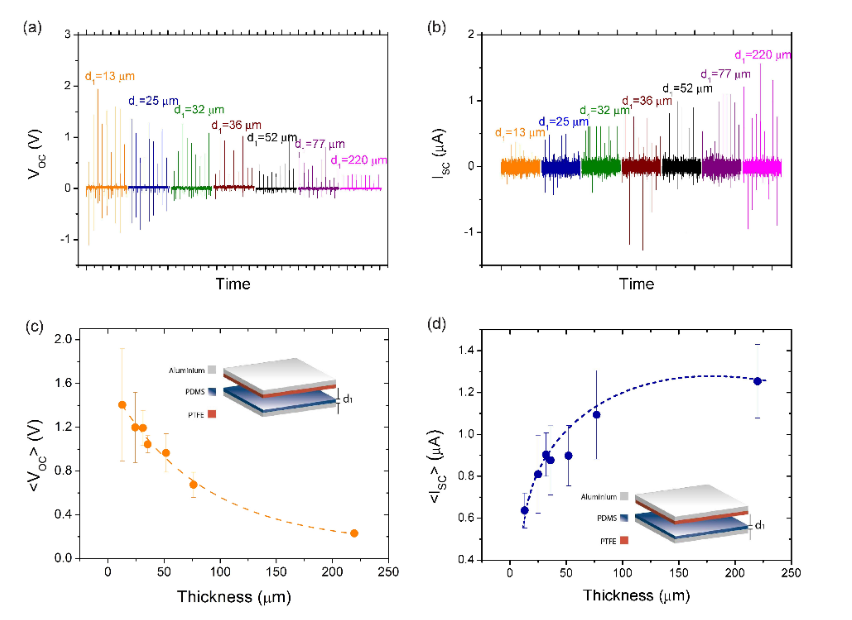 (a)
3
2
1
0
-1
V_OC (V)
d₁=13 μm
d₁=25 μm
d₁=32 μm
d₁=36 μm
d₁=52 μm
d₁=77 μm
d₁=220 μm
Time
(b)
2
1
0
-1
I_SC (μA)
d₁=13 μm
d₁=25 μm
d₁=32 μm
d₁=36 μm
d₁=52 μm
d₁=77 μm
d₁=220 μm
Time
(c)
2.0
1.6
1.2
0.8
0.4
0.0
<V_OC> (V)
Aluminium
PDMS
PTFE
d₁
0 50 100 150 200 250
Thickness (μm)
(d)
1.4
1.2
1.0
0.8
0.6
0.4
<I_SC> (μA)
Aluminium
PDMS
PTFE
d₁
0 50 100 150 200 250
Thickness (μm)